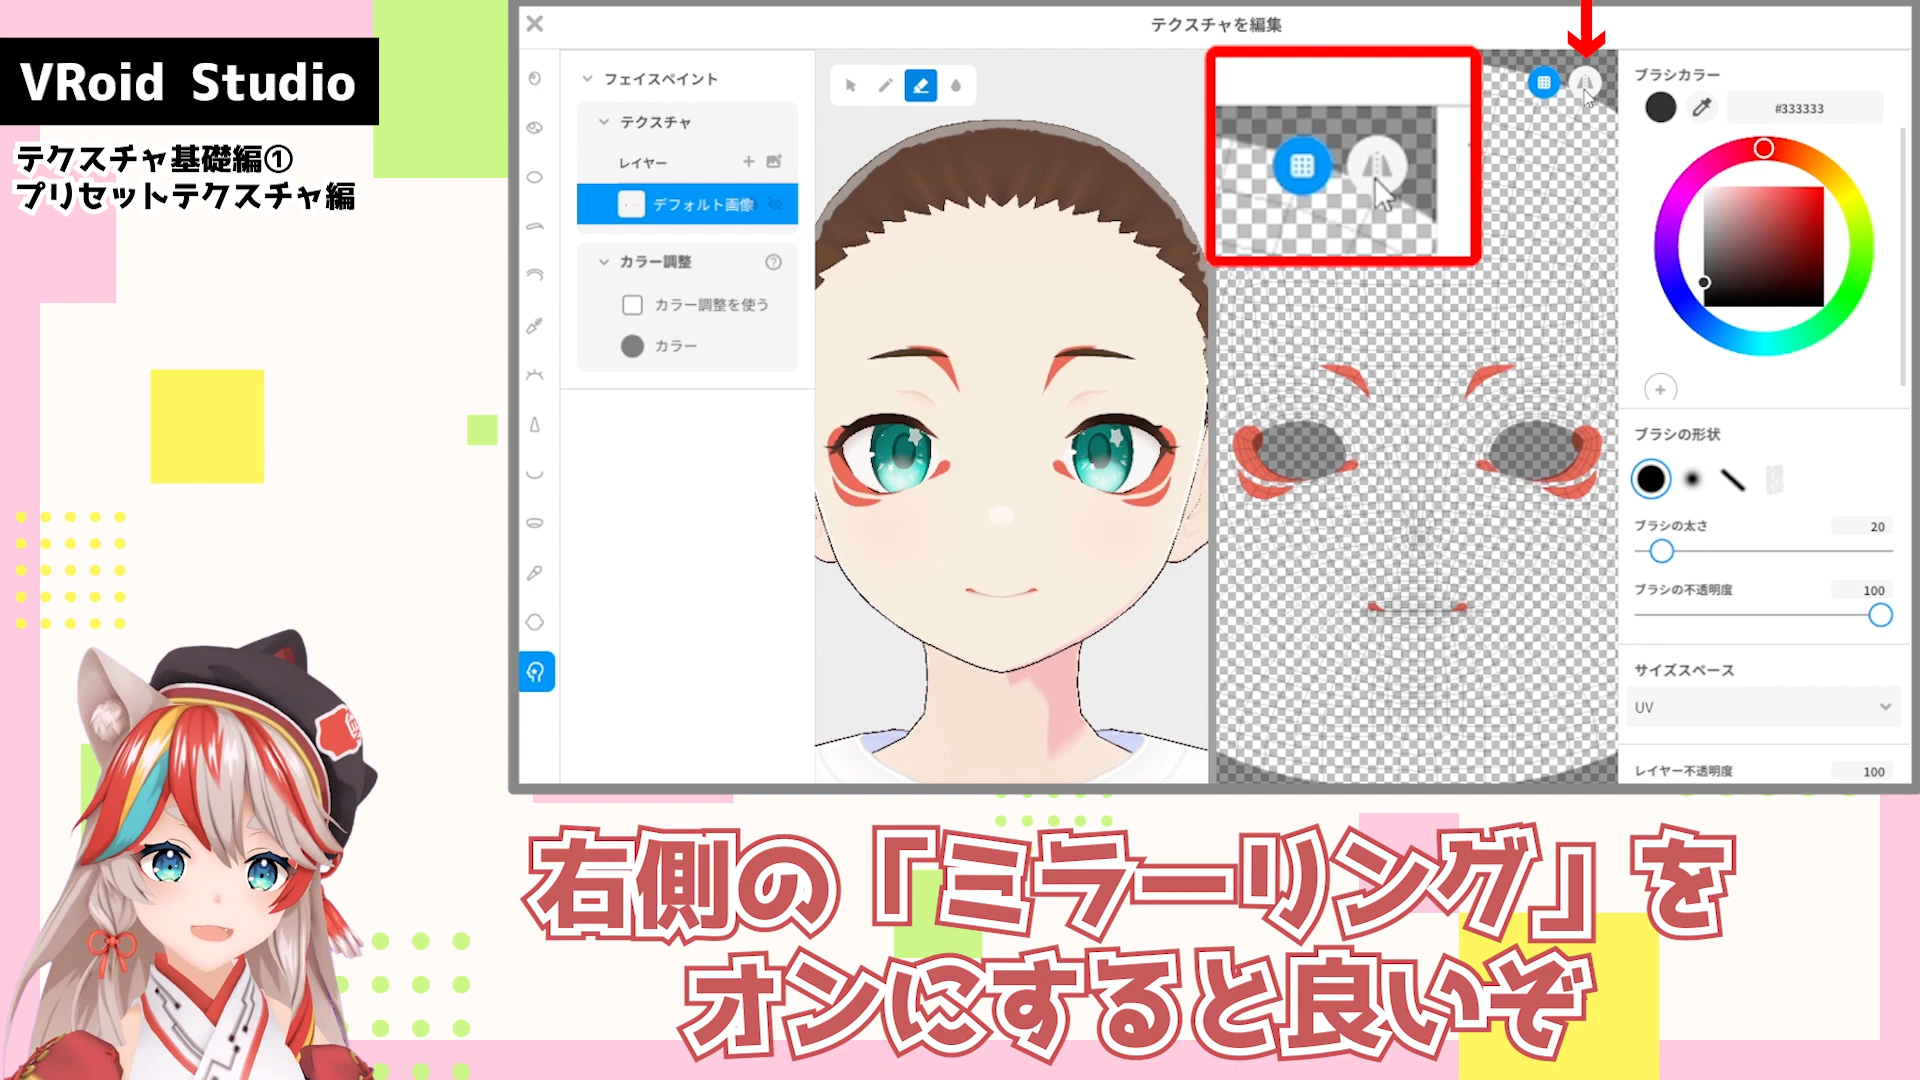 VRoid Studio
テクスチャ基礎編①
プリセットテクスチャ編
テクスチャを編集
フェイスペイント
テクスチャ
レイヤー
デフォルト画像
カラー調整
カラー調整を使う
カラー
ブラシカラー
#333333
ブラシの形状
ブラシの太さ
20
ブラシの不透明度
100
サイズスペース
UV
レイヤー不透明度
100
右側の「ミラーリング」を
オンにすると良いぞ